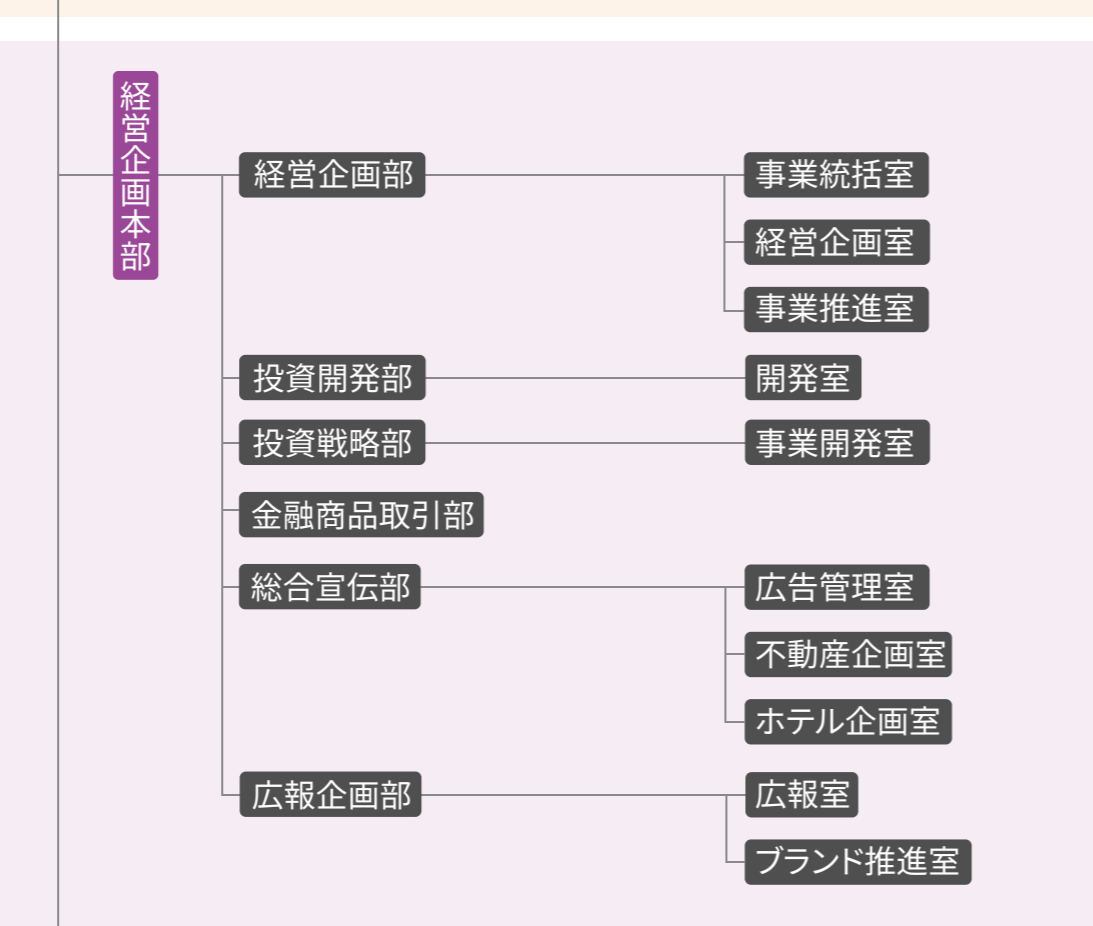 経営企画本部
経営企画部
事業統括室
経営企画室
事業推進室
投資開発部
開発室
投資戦略部
事業開発室
金融商品取引部
総合宣伝部
広告管理室
不動産企画室
ホテル企画室
広報企画部
広報室
ブランド推進室